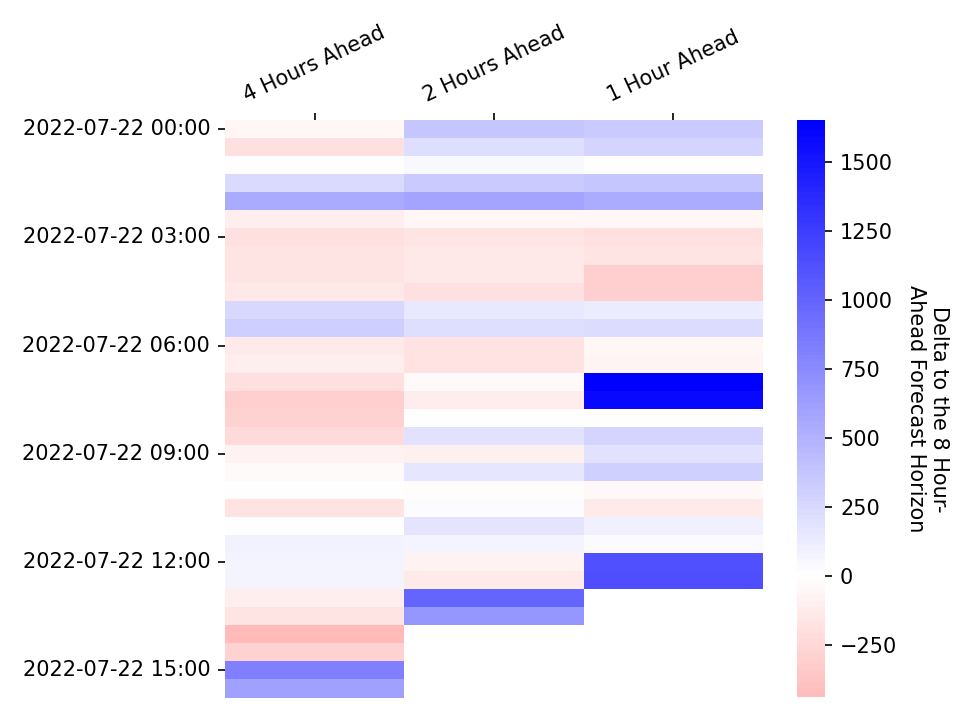 4 Hours Ahead
2 Hours Ahead
1 Hour Ahead
2022-07-22 00:00
2022-07-22 03:00
2022-07-22 06:00
2022-07-22 09:00
2022-07-22 12:00
2022-07-22 15:00
1500
1250
1000
750
500
250
0
−250
Delta to the 8 Hour-
Ahead Forecast Horizon